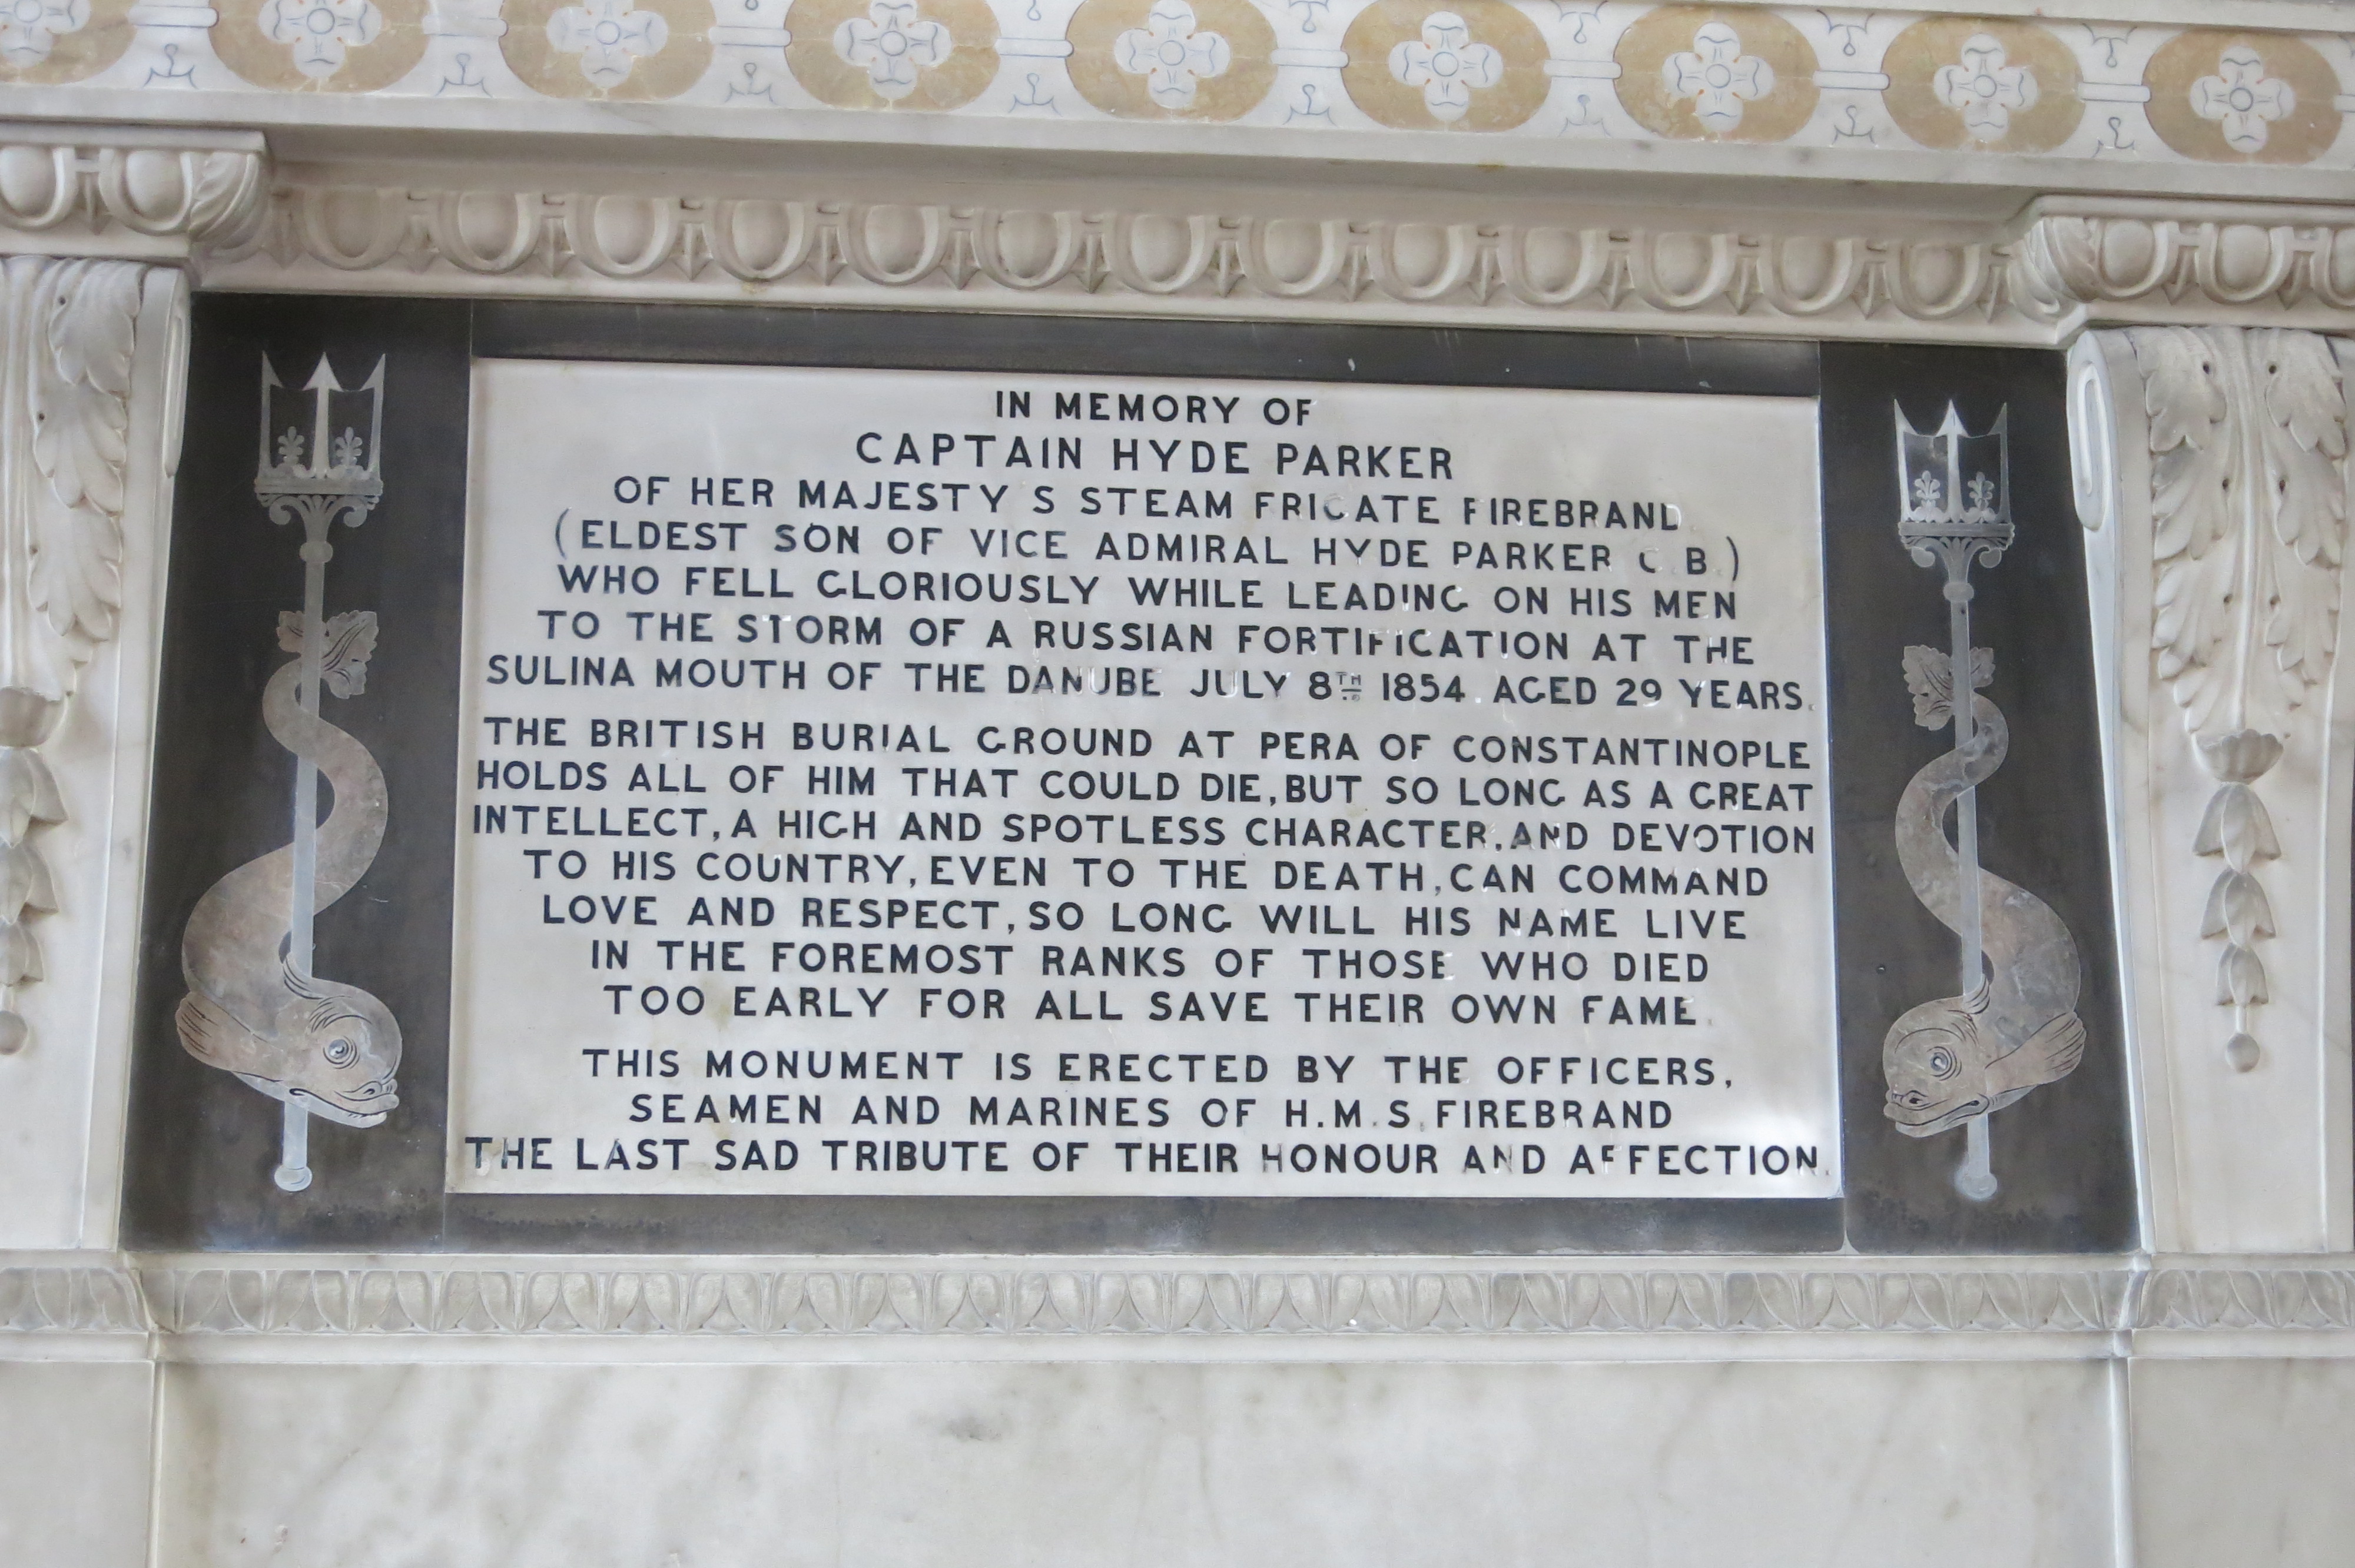 IN MEMORY OF
CAPTAIN HYDE PARKER
OF HER MAJESTY S STEAM FRIGATE FIREBRAND.
(ELDEST SON OF VICE ADMIRAL HYDE PARKER C.B.)
WHO FELL GLORIOUSLY WHILE LEADING ON HIS MEN
TO THE STORM OF A RUSSIAN FORTIFICATION AT THE
SULINA MOUTH OF THE DANUBE JULY 8TH 1854. AGED 29 YEARS.
THE BRITISH BURIAL GROUND AT PERA OF CONSTANTINOPLE
HOLDS ALL OF HIM THAT COULD DIE, BUT SO LONG AS A GREAT
INTELLECT, A HIGH AND SPOTLESS CHARACTER, AND DEVOTION
TO HIS COUNTRY, EVEN TO THE DEATH, CAN COMMAND
LOVE AND RESPECT, SO LONG WILL HIS NAME LIVE
IN THE FOREMOST RANKS OF THOSE WHO DIED
TOO EARLY FOR ALL SAVE THEIR OWN FAME.
THIS MONUMENT IS ERECTED BY THE OFFICERS,
SEAMEN AND MARINES OF H.M.S. FIREBRAND
THE LAST SAD TRIBUTE OF THEIR HONOUR AND AFFECTION.